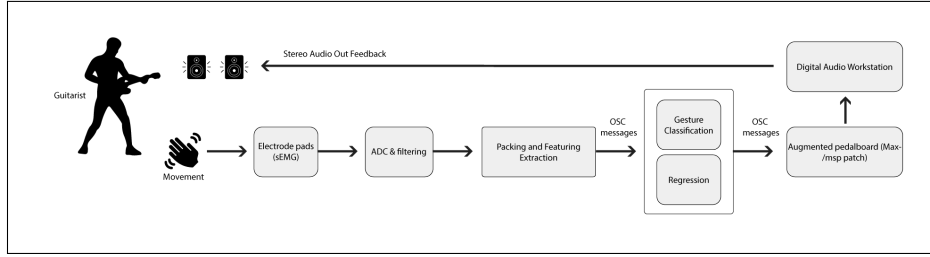 Stereo Audio Out Feedback
Digital Audio Workstation
Guitarist
OSC
messages
Gesture
Classification
OSC
messages
Electrode pads
(sEMG)
ADC & filtering
Packing and Featuring
Extraction
Augmented pedalboard (Max-
/msp patch)
Regression
Movement